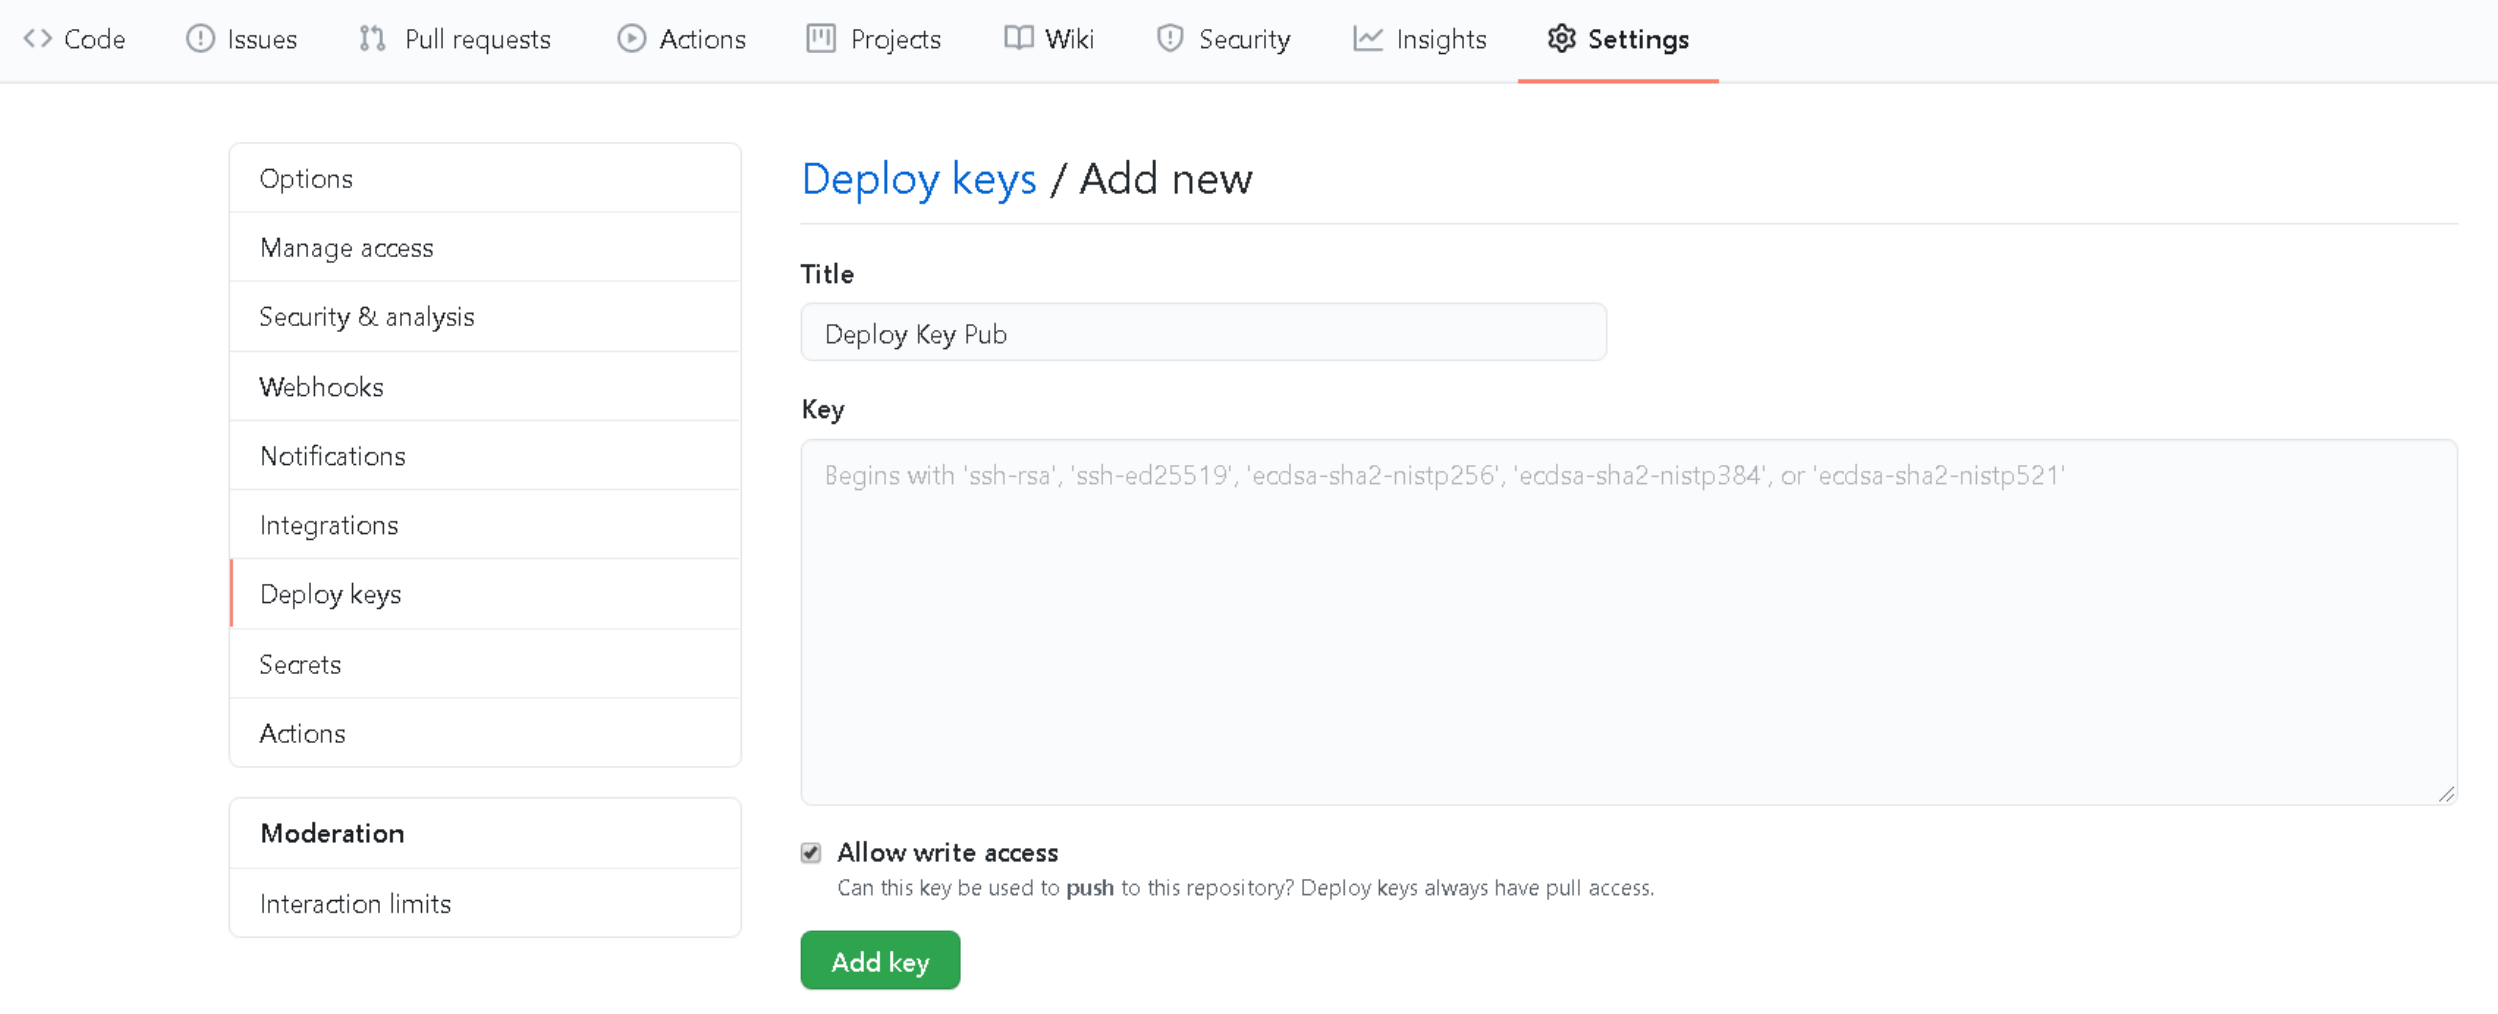 Code Issues Pull requests Actions Projects Wiki Security Insights Settings
Options
Manage access
Security & analysis
Webhooks
Notifications
Integrations
Deploy keys
Secrets
Actions
Moderation
Interaction limits
Deploy keys / Add new
Title
Deploy Key Pub
Key
Begins with 'ssh-rsa', 'ssh-ed25519', 'ecdsa-sha2-nistp256', 'ecdsa-sha2-nistp384', or 'ecdsa-sha2-nistp521'
Allow write access
Can this key be used to push to this repository? Deploy keys always have pull access.
Add key